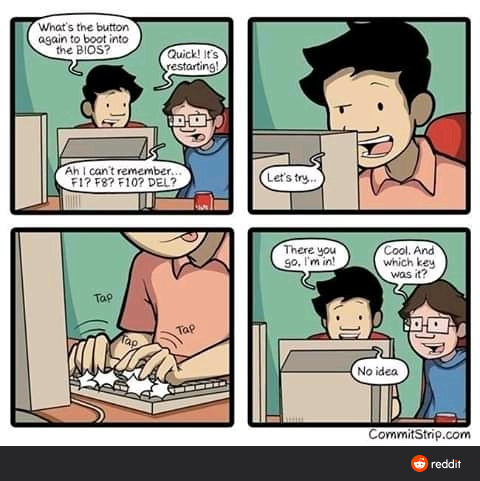 What's the button
again to boot into
the BIOS?
Quick! It's
restarting!
Ah I can't remember...
F1? F8? F10? DEL?
Let's try...
Tap
Tap
Tap
There you
go, I'm in!
Cool. And
which key
was it?
No idea
CommitStrip.com
reddit